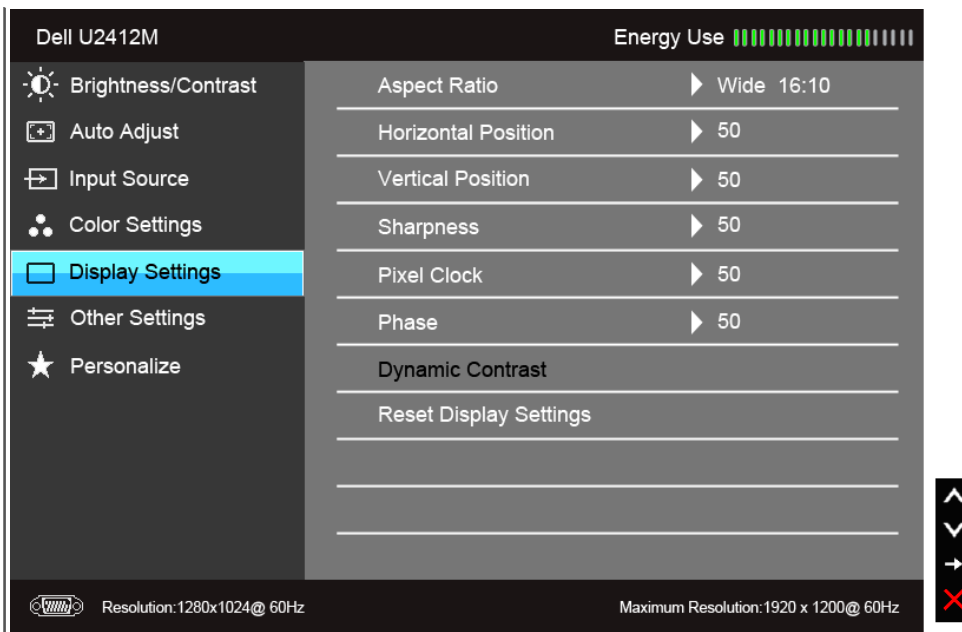 Dell U2412M Energy Use
Brightness/Contrast
Auto Adjust
Input Source
Color Settings
Display Settings
Other Settings
Personalize
Aspect Ratio Wide 16:10
Horizontal Position 50
Vertical Position 50
Sharpness 50
Pixel Clock 50
Phase 50
Dynamic Contrast
Reset Display Settings
Resolution:1280x1024@ 60Hz Maximum Resolution:1920 x 1200@ 60Hz